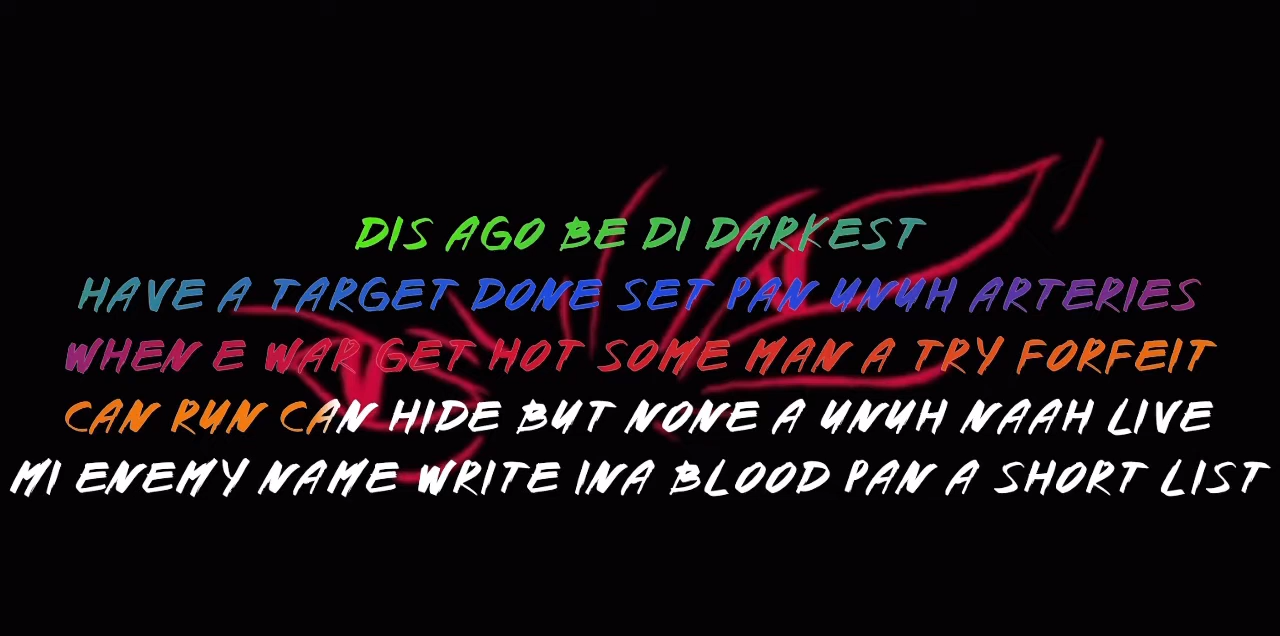 DIS AGO BE DI DARKEST
HAVE A TARGET DONE SET PAN UNUH ARTERIES
WHEN E WAR GET HOT SOME MAN A TRY FORFEIT
CAN RUN CAN HIDE BUT NONE A UNUH NAAH LIVE
MI ENEMY NAME WRITE INA BLOOD PAN A SHORT LIST